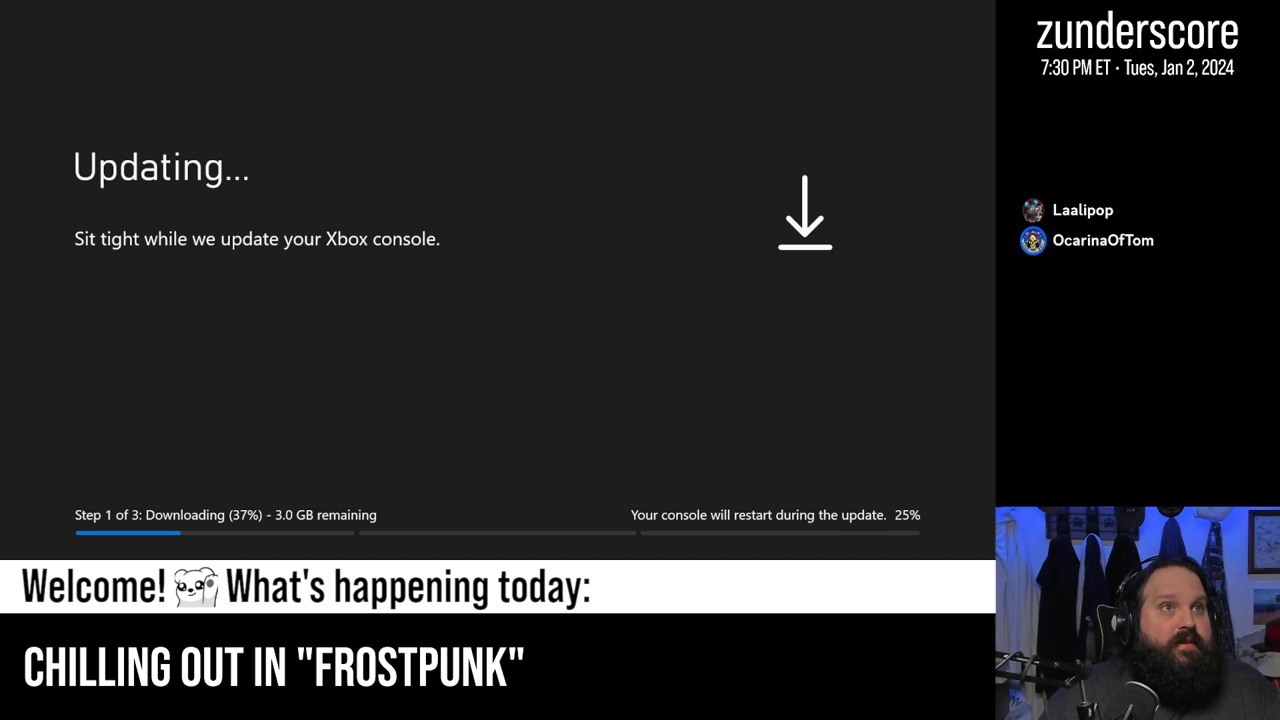 zunderscore
7:30 PM ET • Tues, Jan 2, 2024
Updating...
Sit tight while we update your Xbox console.
Laalipop
OcarinaOfTom
Step 1 of 3: Downloading (37%) - 3.0 GB remaining
Your console will restart during the update. 25%
Welcome! What's happening today:
CHILLING OUT IN "FROSTPUNK"